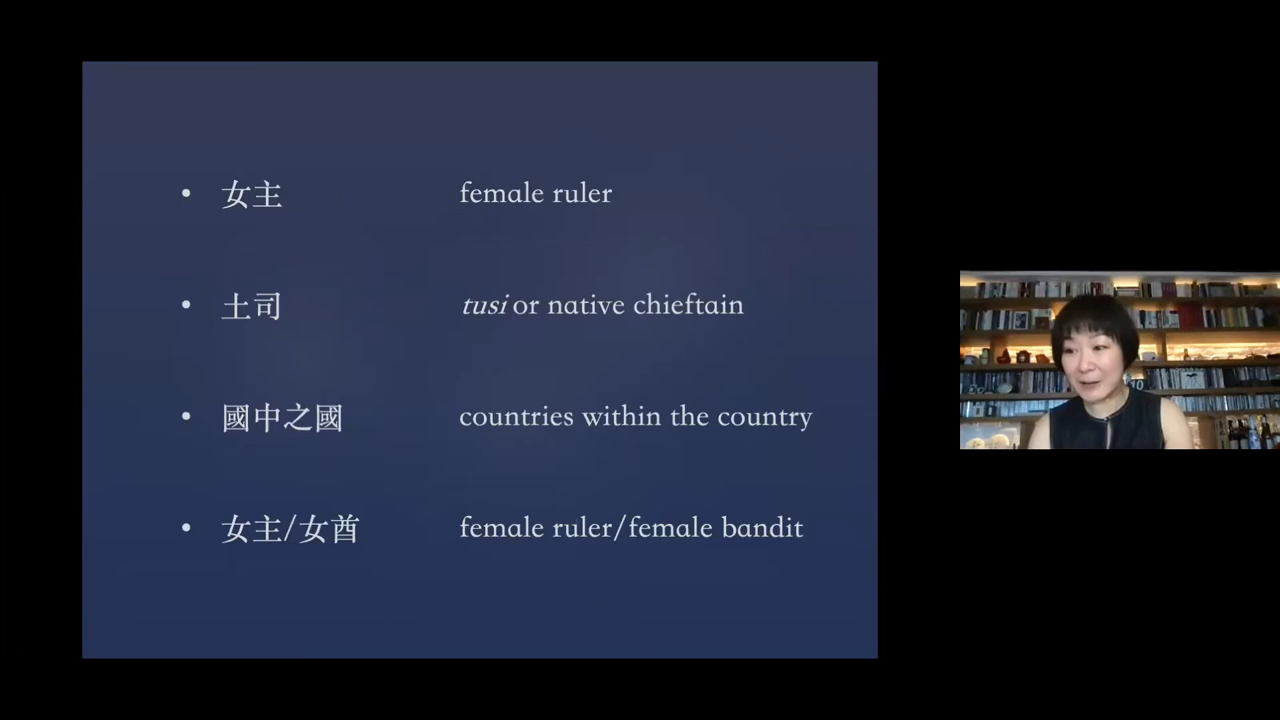 • 女主 female ruler
• 土司 tusi or native chieftain
• 國中之國 countries within the country
• 女主/女酋 female ruler/female bandit